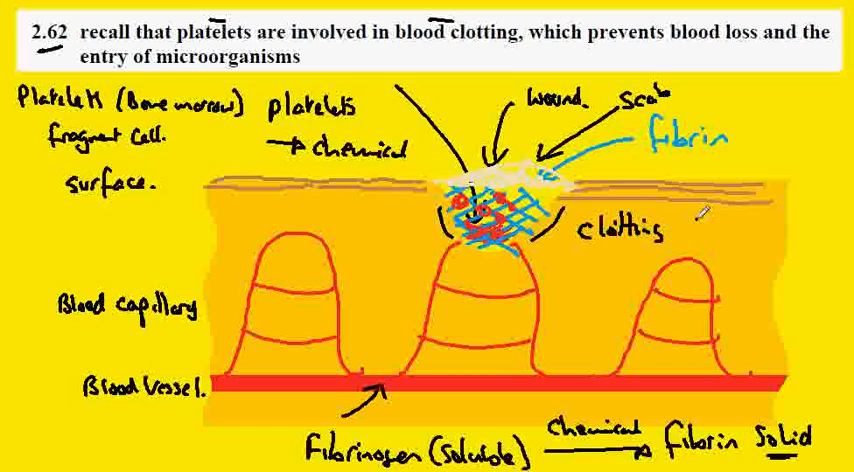 2.62 recall that platelets are involved in blood clotting, which prevents blood loss and the
entry of microorganisms
Platelets (Bone marrow)
fragment Cell.
platelets
→ chemical
wound.
Scab
fibrin
surface.
clotting
Blood capillary
Blood Vessel.
Fibrinogen (Soluble) Chemical → fibrin Solid